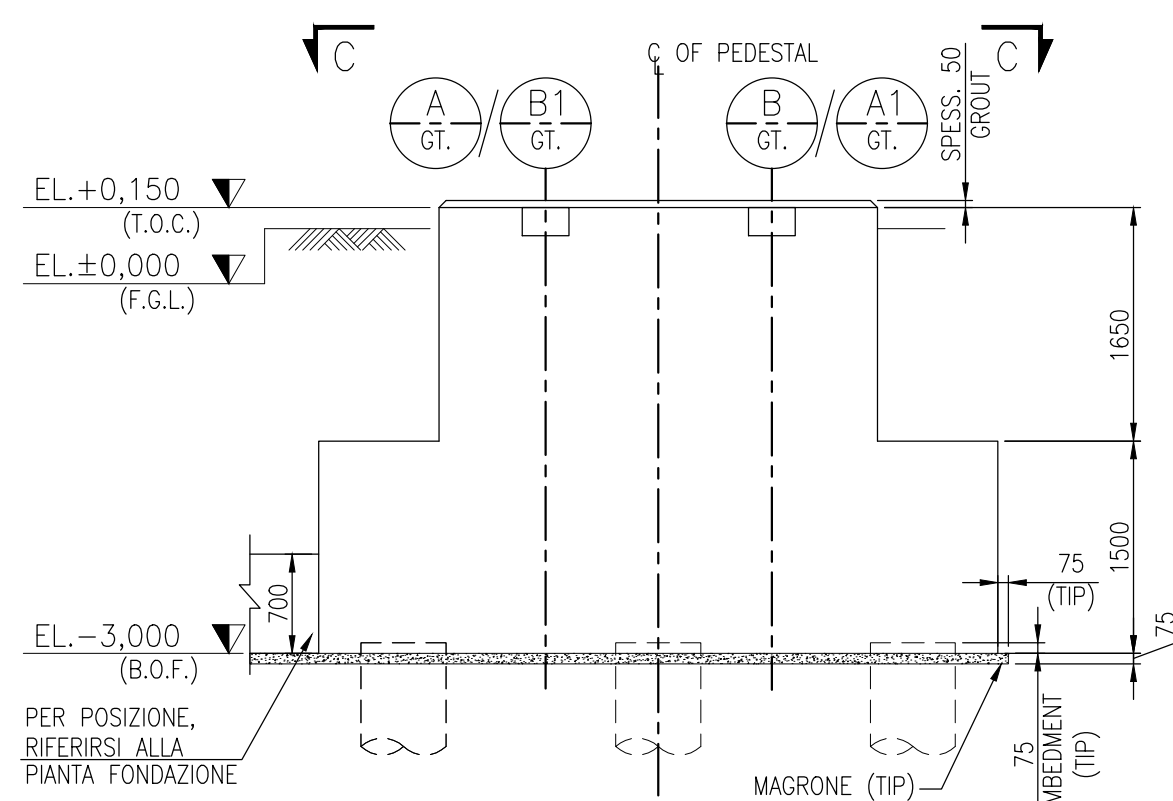 C
℄ OF PEDESTAL
C
SPESS. 50
GROUT
A
GT.
/
B1
GT.
B
GT.
/
A1
GT.
EL.+0,150
(T.O.C.)
EL.±0,000
(F.G.L.)
1650
1500
700
75
(TIP)
75
EL.-3,000
(B.O.F.)
PER POSIZIONE,
RIFERIRSI ALLA
PIANTA FONDAZIONE
MAGRONE (TIP)
75
MBEDMENT
(TIP)